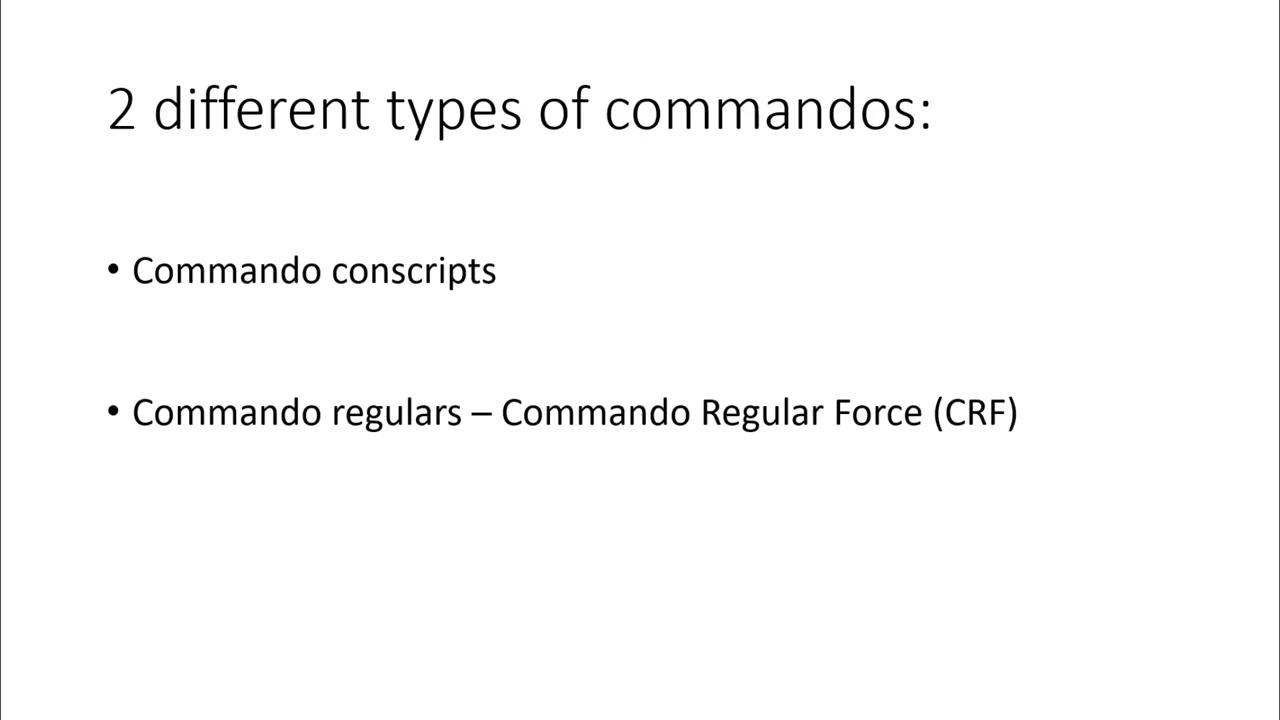 2 different types of commandos:
• Commando conscripts
• Commando regulars – Commando Regular Force (CRF)